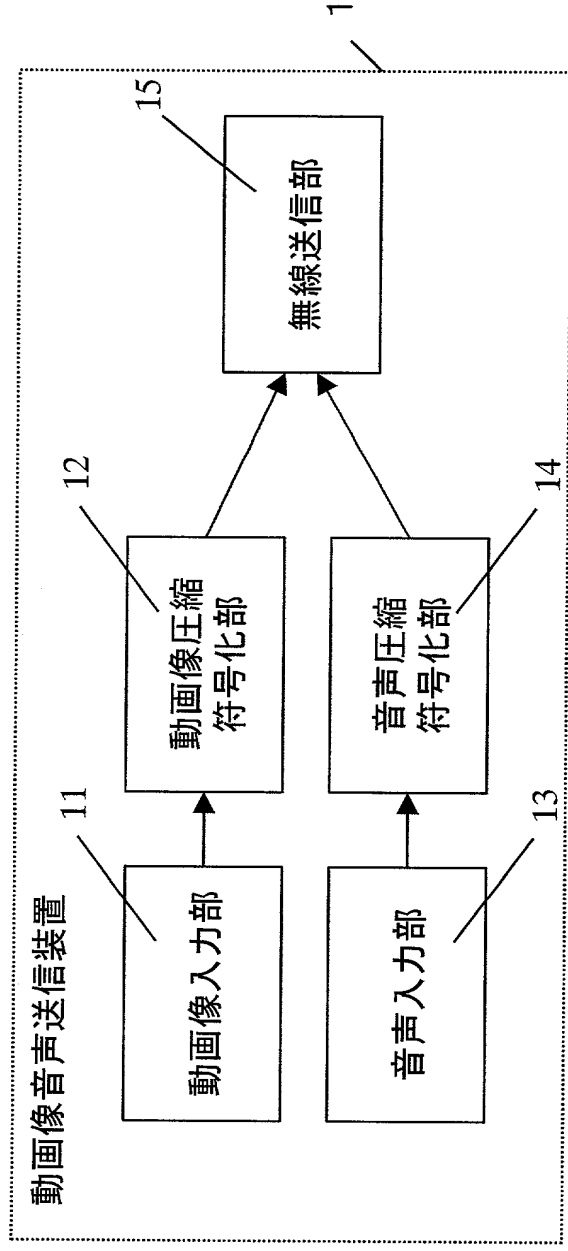 動画像音声送信装置
11
動画像入力部
12
動画像圧縮
符号化部
13
音声入力部
14
音声圧縮
符号化部
15
無線送信部
1